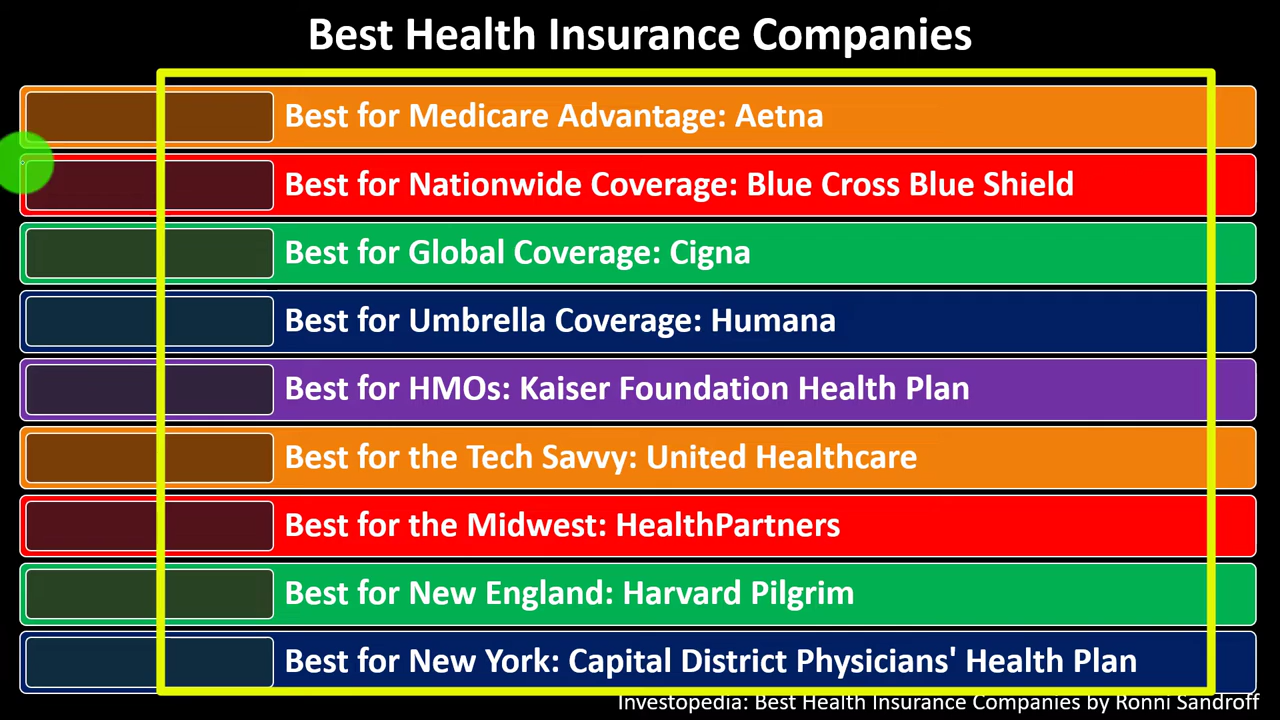 Best Health Insurance Companies
Best for Medicare Advantage: Aetna
Best for Nationwide Coverage: Blue Cross Blue Shield
Best for Global Coverage: Cigna
Best for Umbrella Coverage: Humana
Best for HMOs: Kaiser Foundation Health Plan
Best for the Tech Savvy: United Healthcare
Best for the Midwest: HealthPartners
Best for New England: Harvard Pilgrim
Best for New York: Capital District Physicians' Health Plan
Investopedia: Best Health Insurance Companies by Ronni Sandroff